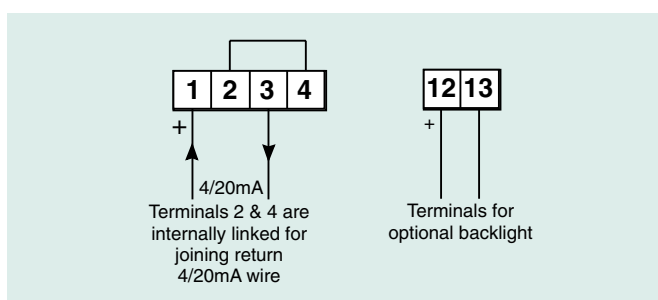 1 2 3 4
12 13
+
+
4/20mA
Terminals 2 & 4 are
internally linked for
joining return
4/20mA wire
Terminals for
optional backlight